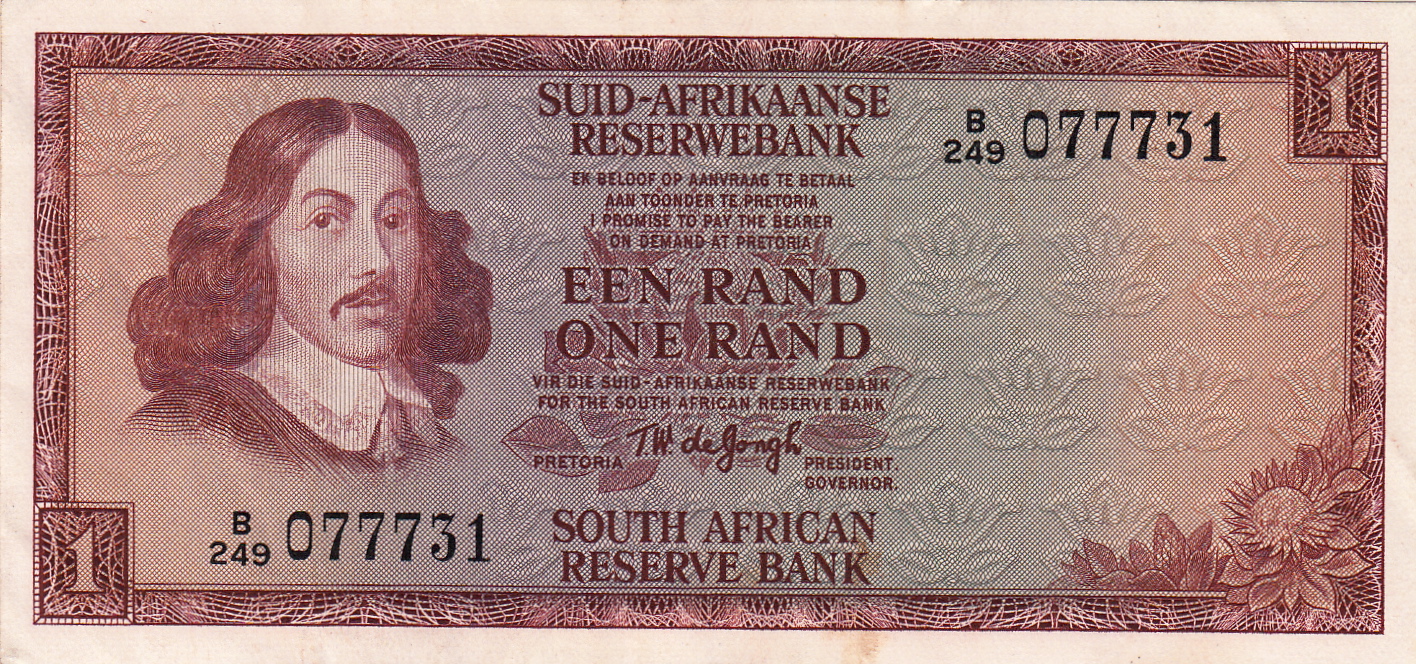 1
SUID-AFRIKAANSE
RESERWEBANK
B
249 077731
EK BELOOF OP AANVRAAG TE BETAAL
AAN TOONDER TE PRETORIA
I PROMISE TO PAY THE BEARER
ON DEMAND AT PRETORIA
EEN RAND
ONE RAND
VIR DIE SUID-AFRIKAANSE RESERWEBANK
FOR THE SOUTH AFRICAN RESERVE BANK
T.W. de Jongh
PRETORIA PRESIDENT.
GOVERNOR.
1
B
249 077731
SOUTH AFRICAN
RESERVE BANK